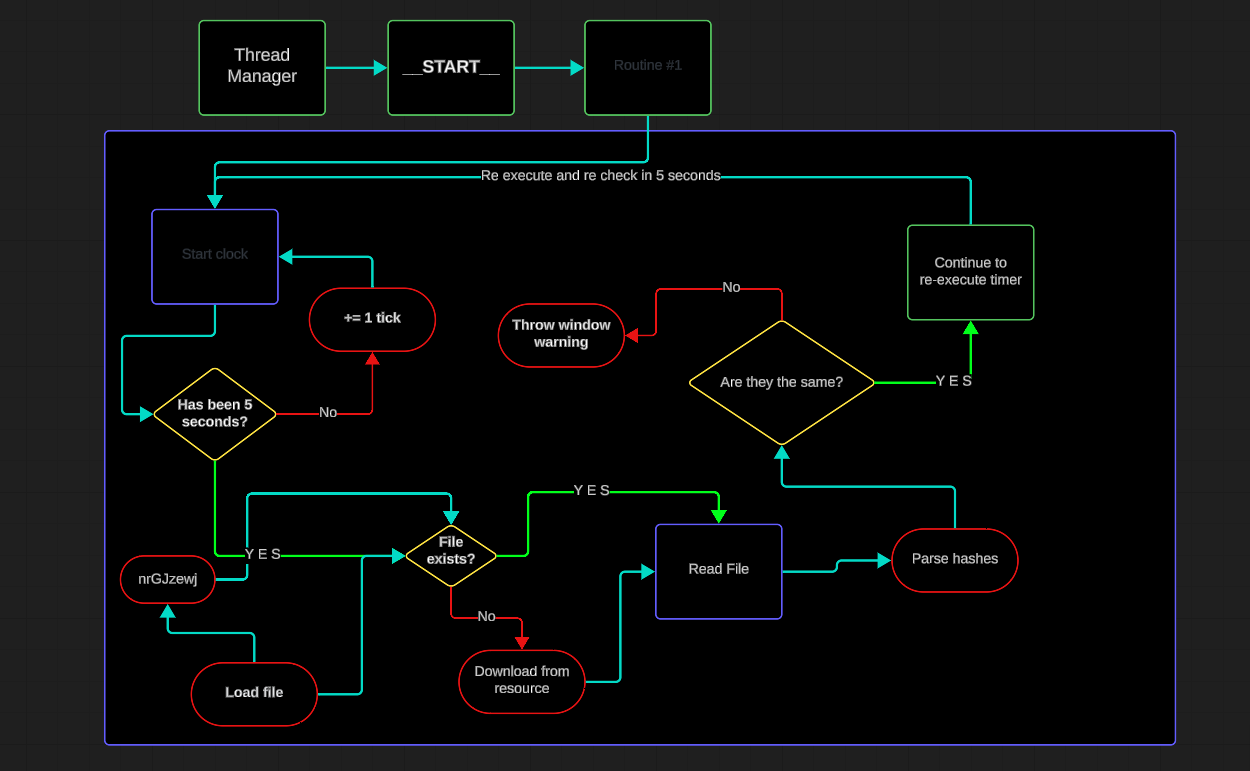 Thread
Manager
__START__
Routine #1
Re execute and re check in 5 seconds
Start clock
Continue to
re-execute timer
+= 1 tick
No
Throw window
warning
Are they the same?
Y E S
Has been 5
seconds?
No
Y E S
File
exists?
Y E S
Read File
Parse hashes
nrGJzewj
No
Load file
Download from
resource